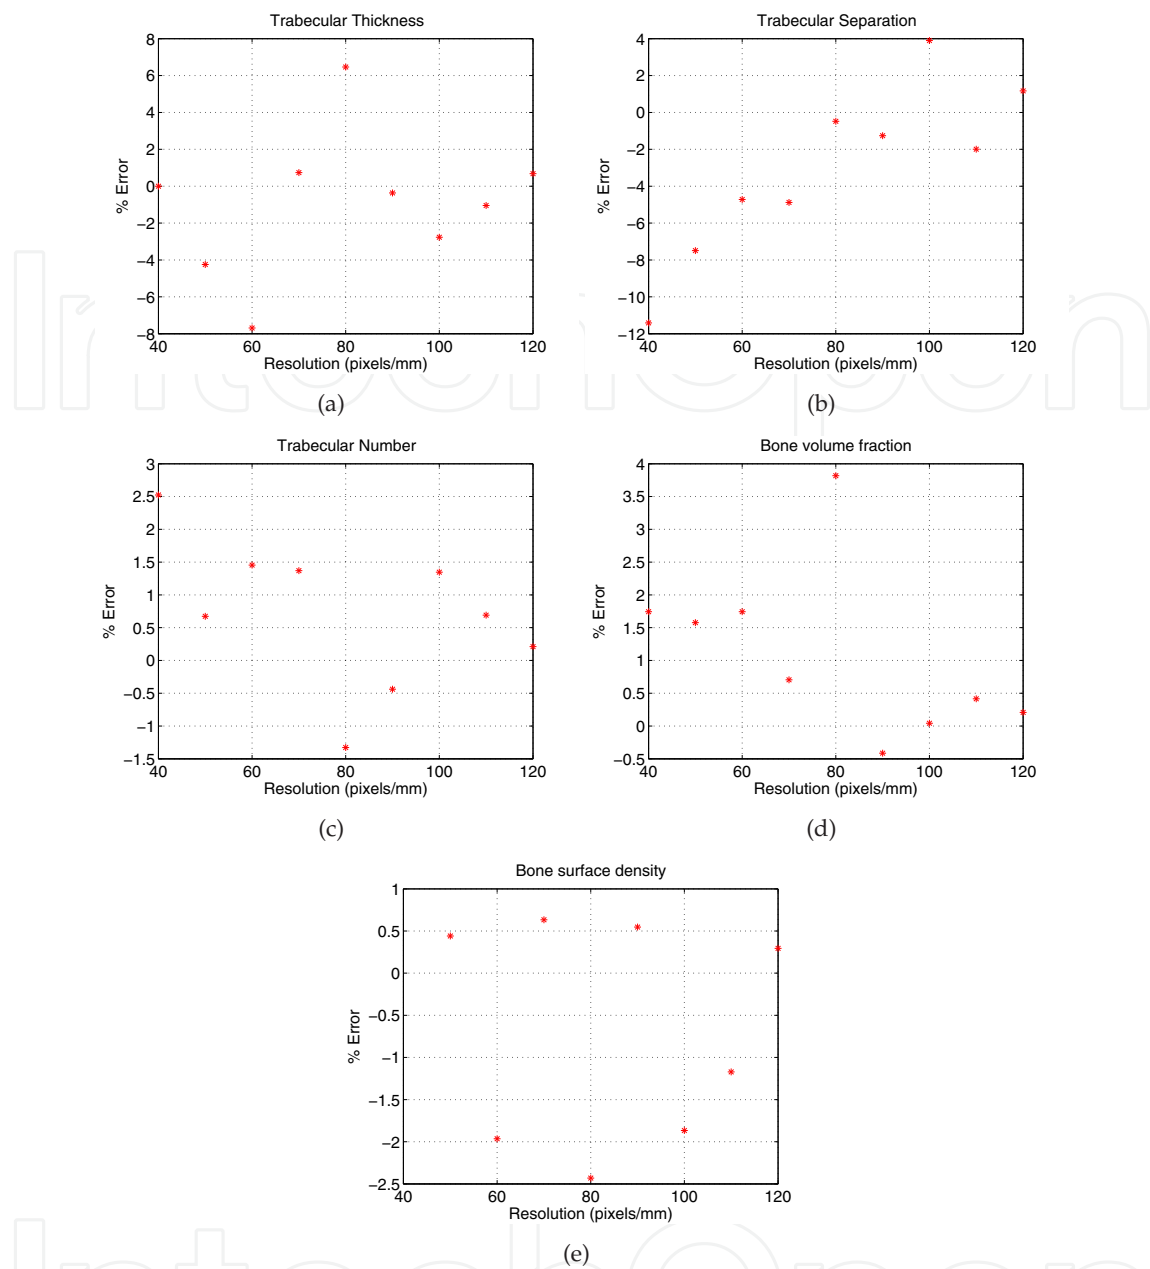 Trabecular Thickness
8
6
4
2
0
−2
−4
−6
−8
% Error
40 60 80 100 120
Resolution (pixels/mm)
(a)
Trabecular Separation
4
2
0
−2
−4
−6
−8
−10
−12
% Error
40 60 80 100 120
Resolution (pixels/mm)
(b)
Trabecular Number
3
2.5
2
1.5
1
0.5
0
−0.5
−1
−1.5
% Error
40 60 80 100 120
Resolution (pixels/mm)
(c)
Bone volume fraction
4
3.5
3
2.5
2
1.5
1
0.5
0
−0.5
% Error
40 60 80 100 120
Resolution (pixels/mm)
(d)
Bone surface density
1
0.5
0
−0.5
−1
−1.5
−2
−2.5
% Error
40 60 80 100 120
Resolution (pixels/mm)
(e)
IntechOpen
IntechOpen